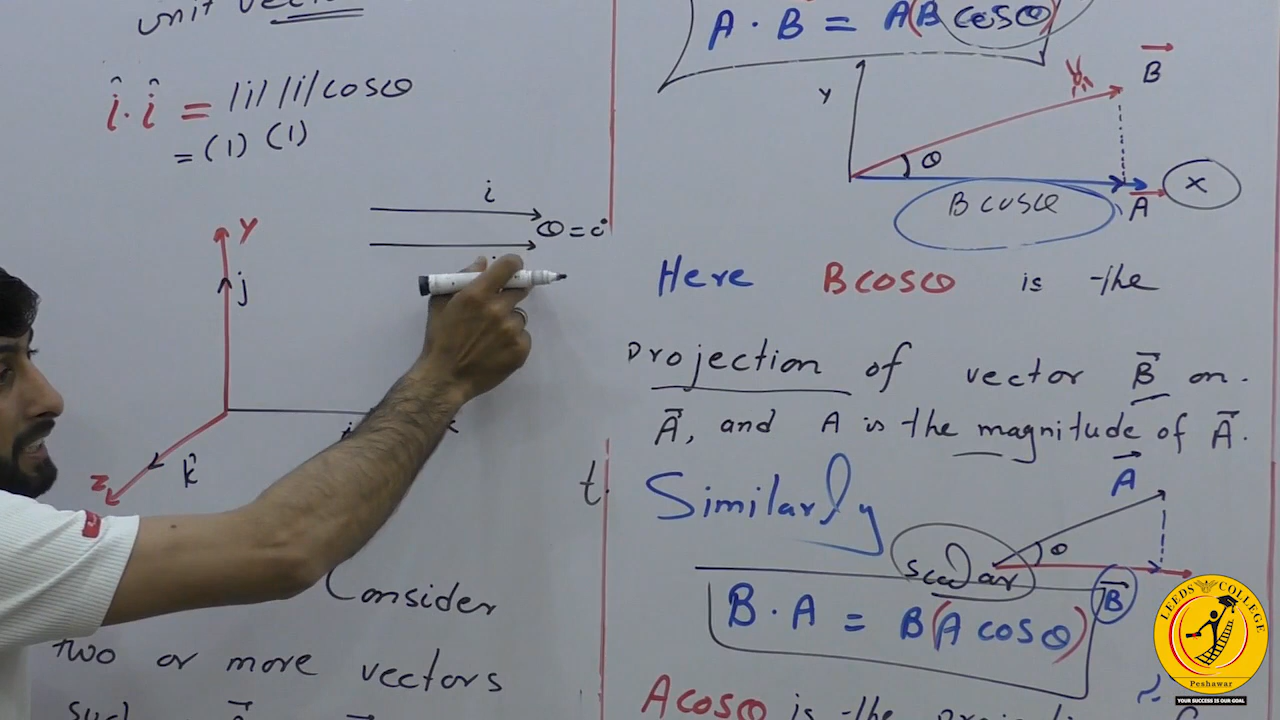 unit vector
î . î = |i| |i| cosθ
= (1) (1)
i
θ = 0
Y
j
k̂
Z
Consider
two or more vectors
such
t
A · B = A(B cosθ)
Y
B⃗
θ
B cosθ
A⃗
X
Here Bcosθ is the
projection of vector B⃗ on
A⃗, and A is the magnitude of A⃗.
Similarly
A⃗
θ
scalar
B⃗
B · A = B(A cosθ)
Acosθ is the
LEEDS COLLEGE
Peshawar
YOUR SUCCESS IS OUR GOAL